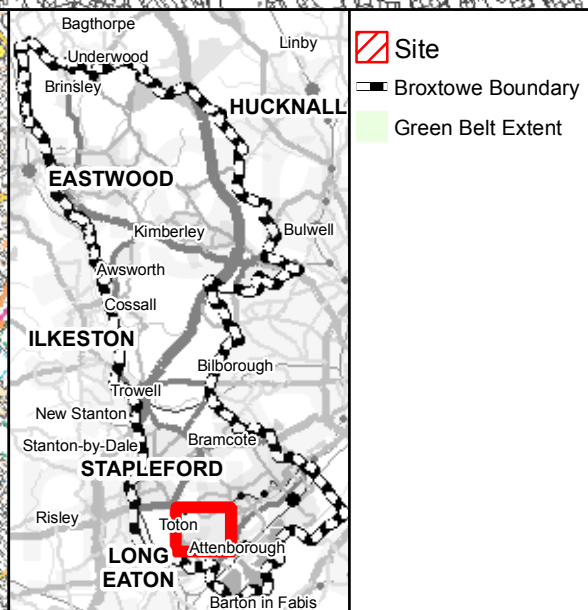 Bagthorpe
Linby
Underwood
Brinsley
HUCKNALL
EASTWOOD
Kimberley
Bulwell
Awsworth
Cossall
ILKESTON
Bilborough
Trowell
New Stanton
Bramcote
Stanton-by-Dale
STAPLEFORD
Risley
Toton
Attenborough
LONG
EATON
Barton in Fabis
Site
Broxtowe Boundary
Green Belt Extent